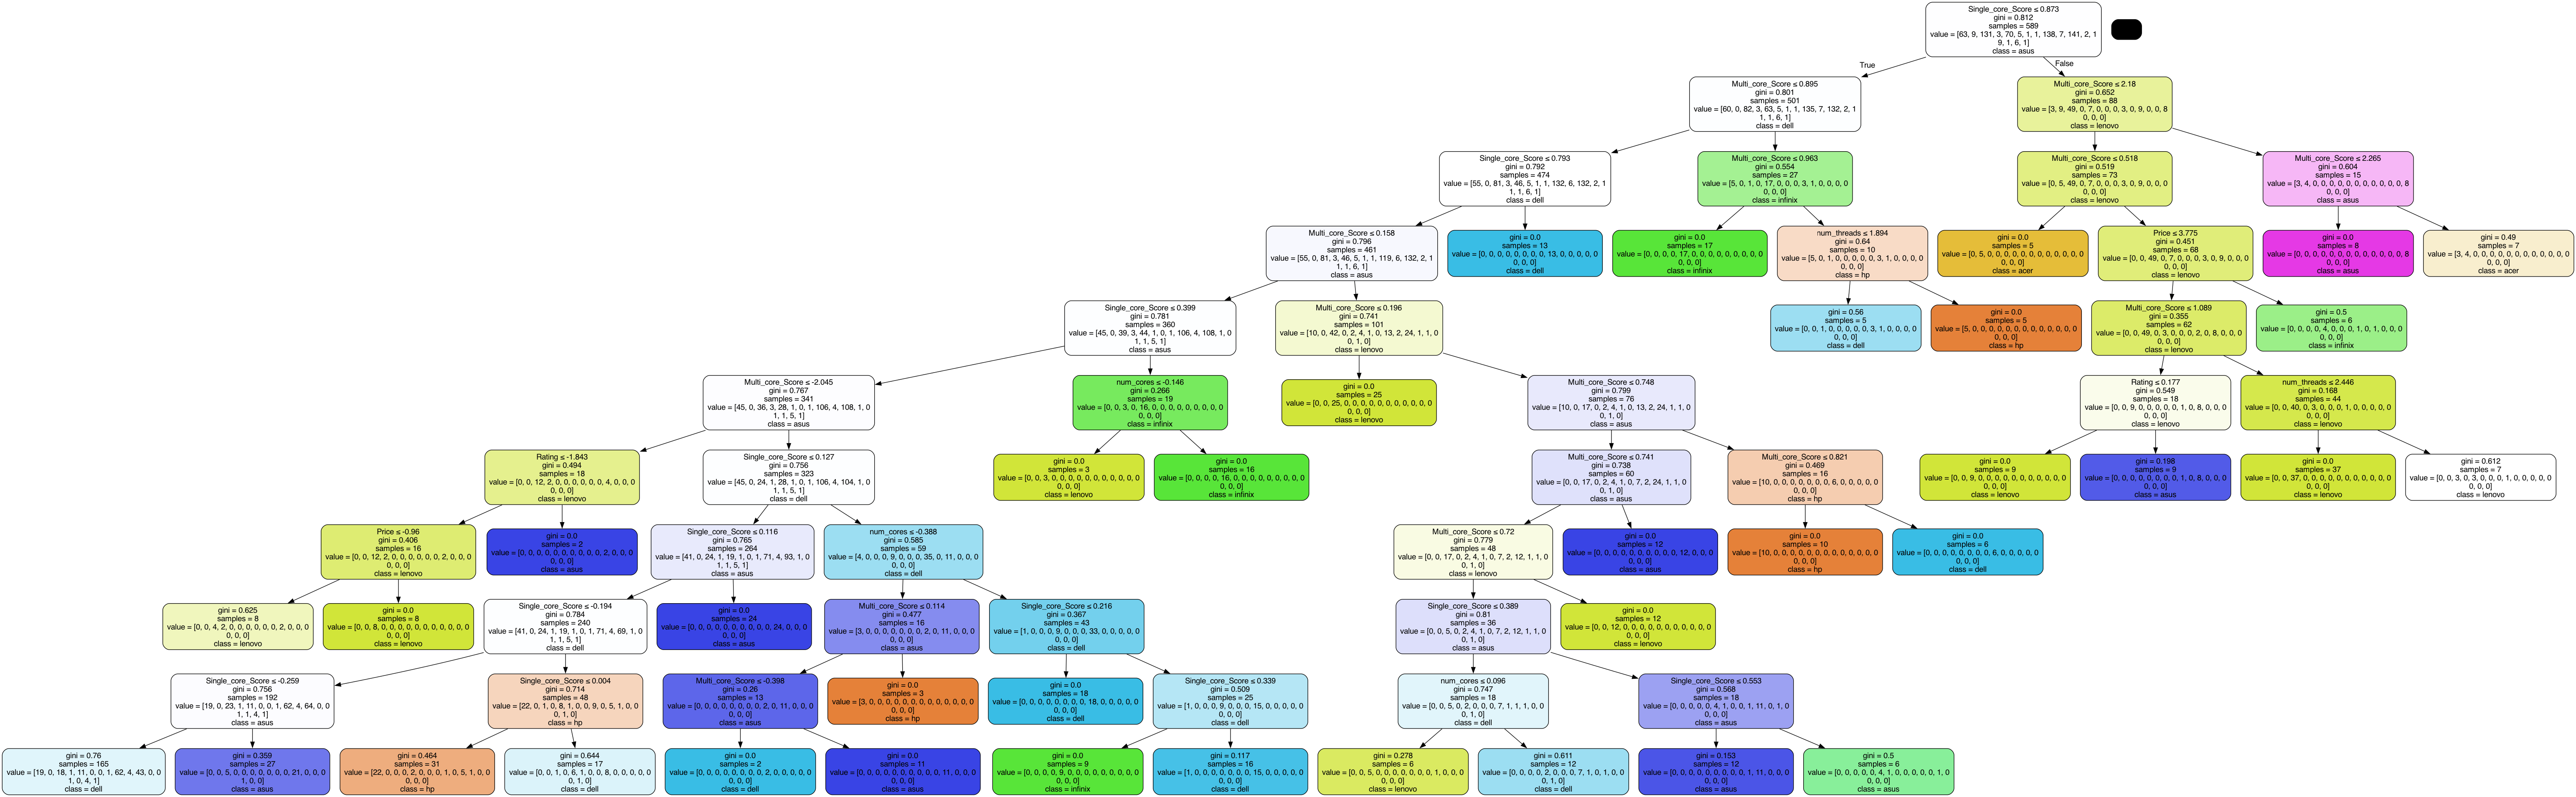 Single_core_Score ≤ 0.873
gini = 0.812
samples = 589
value = [63, 9, 131, 3, 70, 5, 1, 1, 138, 7, 141, 2, 1
9, 1, 6, 1]
class = asus
True
False
Multi_core_Score ≤ 0.895
gini = 0.801
samples = 501
value = [60, 0, 82, 3, 63, 5, 1, 1, 135, 7, 132, 2, 1
1, 1, 6, 1]
class = dell
Multi_core_Score ≤ 2.18
gini = 0.652
samples = 88
value = [3, 9, 49, 0, 7, 0, 0, 0, 3, 0, 9, 0, 0, 8
0, 0, 0]
class = lenovo
Single_core_Score ≤ 0.793
gini = 0.792
samples = 474
value = [55, 0, 81, 3, 46, 5, 1, 1, 132, 6, 132, 2, 1
1, 1, 6, 1]
class = dell
Multi_core_Score ≤ 0.963
gini = 0.554
samples = 27
value = [5, 0, 1, 0, 17, 0, 0, 0, 3, 1, 0, 0, 0, 0
0, 0, 0]
class = infinix
Multi_core_Score ≤ 0.518
gini = 0.519
samples = 73
value = [0, 5, 49, 0, 7, 0, 0, 0, 3, 0, 9, 0, 0, 0
0, 0, 0]
class = lenovo
Multi_core_Score ≤ 2.265
gini = 0.604
samples = 15
value = [3, 4, 0, 0, 0, 0, 0, 0, 0, 0, 0, 0, 0, 8
0, 0, 0]
class = asus
Multi_core_Score ≤ 0.158
gini = 0.796
samples = 461
value = [55, 0, 81, 3, 46, 5, 1, 1, 119, 6, 132, 2, 1
1, 1, 6, 1]
class = asus
gini = 0.0
samples = 13
value = [0, 0, 0, 0, 0, 0, 0, 0, 13, 0, 0, 0, 0, 0
0, 0, 0]
class = dell
gini = 0.0
samples = 17
value = [0, 0, 0, 0, 17, 0, 0, 0, 0, 0, 0, 0, 0, 0
0, 0, 0]
class = infinix
num_threads ≤ 1.894
gini = 0.64
samples = 10
value = [5, 0, 1, 0, 0, 0, 0, 0, 3, 1, 0, 0, 0, 0
0, 0, 0]
class = hp
gini = 0.0
samples = 5
value = [0, 5, 0, 0, 0, 0, 0, 0, 0, 0, 0, 0, 0, 0
0, 0, 0]
class = acer
Price ≤ 3.775
gini = 0.451
samples = 68
value = [0, 0, 49, 0, 7, 0, 0, 0, 3, 0, 9, 0, 0, 0
0, 0, 0]
class = lenovo
gini = 0.0
samples = 8
value = [0, 0, 0, 0, 0, 0, 0, 0, 0, 0, 0, 0, 0, 8
0, 0, 0]
class = asus
gini = 0.49
samples = 7
value = [3, 4, 0, 0, 0, 0, 0, 0, 0, 0, 0, 0, 0, 0
0, 0, 0]
class = acer
Single_core_Score ≤ 0.399
gini = 0.781
samples = 360
value = [45, 0, 39, 3, 44, 1, 0, 1, 106, 4, 108, 1, 0
1, 1, 5, 1]
class = asus
Multi_core_Score ≤ 0.196
gini = 0.741
samples = 101
value = [10, 0, 42, 0, 2, 4, 1, 0, 13, 2, 24, 1, 1, 0
0, 1, 0]
class = lenovo
gini = 0.56
samples = 5
value = [0, 0, 1, 0, 0, 0, 0, 0, 3, 1, 0, 0, 0, 0
0, 0, 0]
class = dell
gini = 0.0
samples = 5
value = [5, 0, 0, 0, 0, 0, 0, 0, 0, 0, 0, 0, 0, 0
0, 0, 0]
class = hp
Multi_core_Score ≤ 1.089
gini = 0.355
samples = 62
value = [0, 0, 49, 0, 3, 0, 0, 0, 2, 0, 8, 0, 0, 0
0, 0, 0]
class = lenovo
gini = 0.5
samples = 6
value = [0, 0, 0, 0, 4, 0, 0, 0, 1, 0, 1, 0, 0, 0
0, 0, 0]
class = infinix
Multi_core_Score ≤ -2.045
gini = 0.767
samples = 341
value = [45, 0, 36, 3, 28, 1, 0, 1, 106, 4, 108, 1, 0
1, 1, 5, 1]
class = asus
num_cores ≤ -0.146
gini = 0.266
samples = 19
value = [0, 0, 3, 0, 16, 0, 0, 0, 0, 0, 0, 0, 0, 0
0, 0, 0]
class = infinix
gini = 0.0
samples = 25
value = [0, 0, 25, 0, 0, 0, 0, 0, 0, 0, 0, 0, 0, 0
0, 0, 0]
class = lenovo
Multi_core_Score ≤ 0.748
gini = 0.799
samples = 76
value = [10, 0, 17, 0, 2, 4, 1, 0, 13, 2, 24, 1, 1, 0
0, 1, 0]
class = asus
Rating ≤ 0.177
gini = 0.549
samples = 18
value = [0, 0, 9, 0, 0, 0, 0, 0, 1, 0, 8, 0, 0, 0
0, 0, 0]
class = lenovo
num_threads ≤ 2.446
gini = 0.168
samples = 44
value = [0, 0, 40, 0, 3, 0, 0, 0, 1, 0, 0, 0, 0, 0
0, 0, 0]
class = lenovo
Rating ≤ -1.843
gini = 0.494
samples = 18
value = [0, 0, 12, 2, 0, 0, 0, 0, 0, 0, 4, 0, 0, 0
0, 0, 0]
class = lenovo
Single_core_Score ≤ 0.127
gini = 0.756
samples = 323
value = [45, 0, 24, 1, 28, 1, 0, 1, 106, 4, 104, 1, 0
1, 1, 5, 1]
class = dell
gini = 0.0
samples = 3
value = [0, 0, 3, 0, 0, 0, 0, 0, 0, 0, 0, 0, 0, 0
0, 0, 0]
class = lenovo
gini = 0.0
samples = 16
value = [0, 0, 0, 0, 16, 0, 0, 0, 0, 0, 0, 0, 0, 0
0, 0, 0]
class = infinix
Multi_core_Score ≤ 0.741
gini = 0.738
samples = 60
value = [0, 0, 17, 0, 2, 4, 1, 0, 7, 2, 24, 1, 1, 0
0, 1, 0]
class = asus
Multi_core_Score ≤ 0.821
gini = 0.469
samples = 16
value = [10, 0, 0, 0, 0, 0, 0, 0, 6, 0, 0, 0, 0, 0
0, 0, 0]
class = hp
gini = 0.0
samples = 9
value = [0, 0, 9, 0, 0, 0, 0, 0, 0, 0, 0, 0, 0, 0
0, 0, 0]
class = lenovo
gini = 0.198
samples = 9
value = [0, 0, 0, 0, 0, 0, 0, 0, 1, 0, 8, 0, 0, 0
0, 0, 0]
class = asus
gini = 0.0
samples = 37
value = [0, 0, 37, 0, 0, 0, 0, 0, 0, 0, 0, 0, 0, 0
0, 0, 0]
class = lenovo
gini = 0.612
samples = 7
value = [0, 0, 3, 0, 3, 0, 0, 0, 1, 0, 0, 0, 0, 0
0, 0, 0]
class = lenovo
Price ≤ -0.96
gini = 0.406
samples = 16
value = [0, 0, 12, 2, 0, 0, 0, 0, 0, 0, 2, 0, 0, 0
0, 0, 0]
class = lenovo
gini = 0.0
samples = 2
value = [0, 0, 0, 0, 0, 0, 0, 0, 0, 0, 2, 0, 0, 0
0, 0, 0]
class = asus
Single_core_Score ≤ 0.116
gini = 0.765
samples = 264
value = [41, 0, 24, 1, 19, 1, 0, 1, 71, 4, 93, 1, 0
1, 1, 5, 1]
class = asus
num_cores ≤ -0.388
gini = 0.585
samples = 59
value = [4, 0, 0, 0, 9, 0, 0, 0, 35, 0, 11, 0, 0, 0
0, 0, 0]
class = dell
Multi_core_Score ≤ 0.72
gini = 0.779
samples = 48
value = [0, 0, 17, 0, 2, 4, 1, 0, 7, 2, 12, 1, 1, 0
0, 1, 0]
class = lenovo
gini = 0.0
samples = 12
value = [0, 0, 0, 0, 0, 0, 0, 0, 0, 0, 12, 0, 0, 0
0, 0, 0]
class = asus
gini = 0.0
samples = 10
value = [10, 0, 0, 0, 0, 0, 0, 0, 0, 0, 0, 0, 0, 0
0, 0, 0]
class = hp
gini = 0.0
samples = 6
value = [0, 0, 0, 0, 0, 0, 0, 0, 6, 0, 0, 0, 0, 0
0, 0, 0]
class = dell
gini = 0.625
samples = 8
value = [0, 0, 4, 2, 0, 0, 0, 0, 0, 0, 2, 0, 0, 0
0, 0, 0]
class = lenovo
gini = 0.0
samples = 8
value = [0, 0, 8, 0, 0, 0, 0, 0, 0, 0, 0, 0, 0, 0
0, 0, 0]
class = lenovo
Single_core_Score ≤ -0.194
gini = 0.784
samples = 240
value = [41, 0, 24, 1, 19, 1, 0, 1, 71, 4, 69, 1, 0
1, 1, 5, 1]
class = dell
gini = 0.0
samples = 24
value = [0, 0, 0, 0, 0, 0, 0, 0, 0, 0, 24, 0, 0, 0
0, 0, 0]
class = asus
Multi_core_Score ≤ 0.114
gini = 0.477
samples = 16
value = [3, 0, 0, 0, 0, 0, 0, 0, 2, 0, 11, 0, 0, 0
0, 0, 0]
class = asus
Single_core_Score ≤ 0.216
gini = 0.367
samples = 43
value = [1, 0, 0, 0, 9, 0, 0, 0, 33, 0, 0, 0, 0, 0
0, 0, 0]
class = dell
Single_core_Score ≤ 0.389
gini = 0.81
samples = 36
value = [0, 0, 5, 0, 2, 4, 1, 0, 7, 2, 12, 1, 1, 0
0, 1, 0]
class = asus
gini = 0.0
samples = 12
value = [0, 0, 12, 0, 0, 0, 0, 0, 0, 0, 0, 0, 0, 0
0, 0, 0]
class = lenovo
Single_core_Score ≤ -0.259
gini = 0.756
samples = 192
value = [19, 0, 23, 1, 11, 0, 0, 1, 62, 4, 64, 0, 0
1, 1, 4, 1]
class = asus
Single_core_Score ≤ 0.004
gini = 0.714
samples = 48
value = [22, 0, 1, 0, 8, 1, 0, 0, 9, 0, 5, 1, 0, 0
0, 1, 0]
class = hp
Multi_core_Score ≤ -0.398
gini = 0.26
samples = 13
value = [0, 0, 0, 0, 0, 0, 0, 0, 2, 0, 11, 0, 0, 0
0, 0, 0]
class = asus
gini = 0.0
samples = 3
value = [3, 0, 0, 0, 0, 0, 0, 0, 0, 0, 0, 0, 0, 0
0, 0, 0]
class = hp
gini = 0.0
samples = 18
value = [0, 0, 0, 0, 0, 0, 0, 0, 18, 0, 0, 0, 0, 0
0, 0, 0]
class = dell
Single_core_Score ≤ 0.339
gini = 0.509
samples = 25
value = [1, 0, 0, 0, 9, 0, 0, 0, 15, 0, 0, 0, 0, 0
0, 0, 0]
class = dell
num_cores ≤ 0.096
gini = 0.747
samples = 18
value = [0, 0, 5, 0, 2, 0, 0, 0, 7, 1, 1, 1, 0, 0
0, 1, 0]
class = dell
Single_core_Score ≤ 0.553
gini = 0.568
samples = 18
value = [0, 0, 0, 0, 0, 4, 1, 0, 0, 1, 11, 0, 1, 0
0, 0, 0]
class = asus
gini = 0.76
samples = 165
value = [19, 0, 18, 1, 11, 0, 0, 1, 62, 4, 43, 0, 0
1, 0, 4, 1]
class = dell
gini = 0.359
samples = 27
value = [0, 0, 5, 0, 0, 0, 0, 0, 0, 0, 21, 0, 0, 0
1, 0, 0]
class = asus
gini = 0.464
samples = 31
value = [22, 0, 0, 0, 2, 0, 0, 0, 1, 0, 5, 1, 0, 0
0, 0, 0]
class = hp
gini = 0.644
samples = 17
value = [0, 0, 1, 0, 6, 1, 0, 0, 8, 0, 0, 0, 0, 0
0, 1, 0]
class = dell
gini = 0.0
samples = 2
value = [0, 0, 0, 0, 0, 0, 0, 0, 2, 0, 0, 0, 0, 0
0, 0, 0]
class = dell
gini = 0.0
samples = 11
value = [0, 0, 0, 0, 0, 0, 0, 0, 0, 0, 11, 0, 0, 0
0, 0, 0]
class = asus
gini = 0.0
samples = 9
value = [0, 0, 0, 0, 9, 0, 0, 0, 0, 0, 0, 0, 0, 0
0, 0, 0]
class = infinix
gini = 0.117
samples = 16
value = [1, 0, 0, 0, 0, 0, 0, 0, 15, 0, 0, 0, 0, 0
0, 0, 0]
class = dell
gini = 0.278
samples = 6
value = [0, 0, 5, 0, 0, 0, 0, 0, 0, 0, 1, 0, 0, 0
0, 0, 0]
class = lenovo
gini = 0.611
samples = 12
value = [0, 0, 0, 0, 2, 0, 0, 0, 7, 1, 0, 1, 0, 0
0, 1, 0]
class = dell
gini = 0.153
samples = 12
value = [0, 0, 0, 0, 0, 0, 0, 0, 0, 1, 11, 0, 0, 0
0, 0, 0]
class = asus
gini = 0.5
samples = 6
value = [0, 0, 0, 0, 0, 4, 1, 0, 0, 0, 0, 0, 1, 0
0, 0, 0]
class = asus